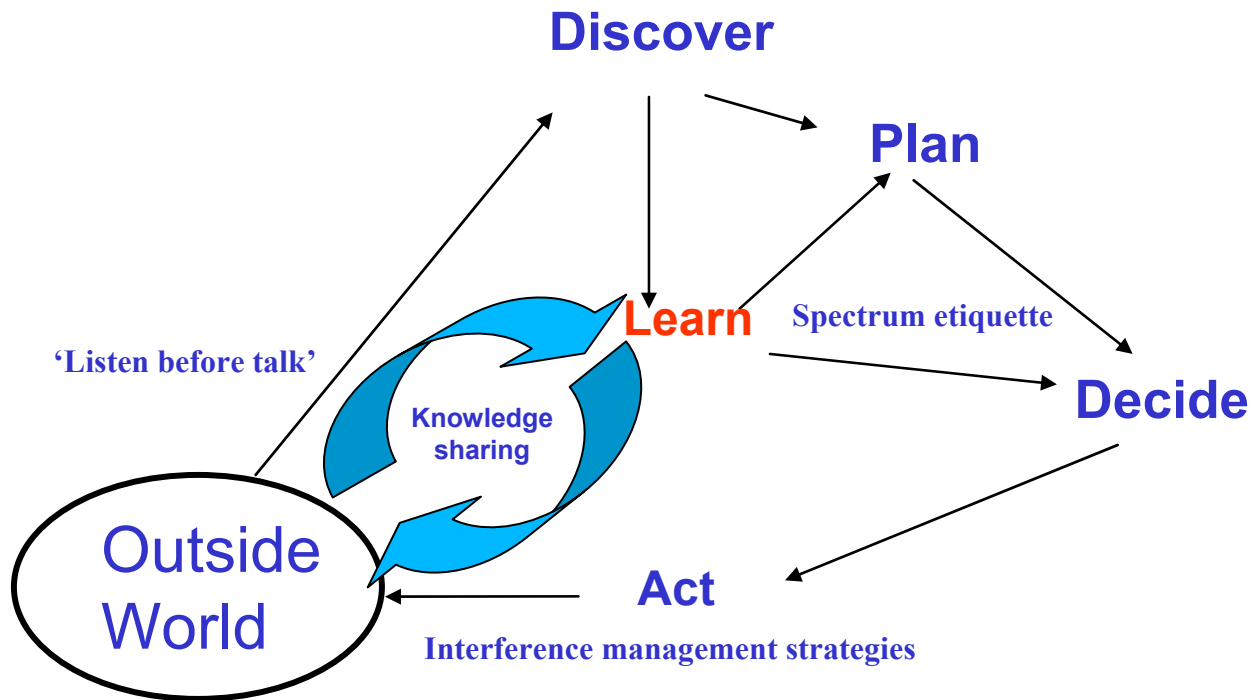 Discover
Plan
Learn
Spectrum etiquette
‘Listen before talk’
Decide
Knowledge
sharing
Outside
World
Act
Interference management strategies